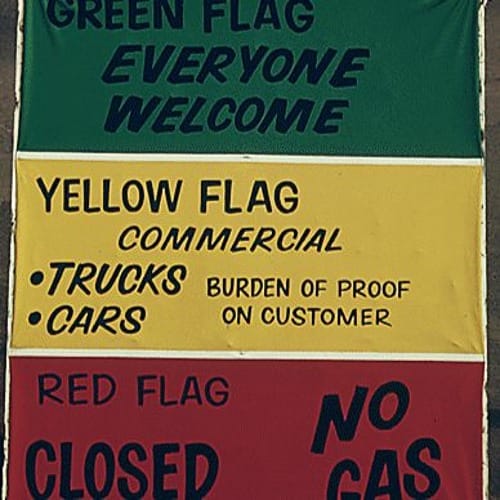 GREEN FLAG
EVERYONE
WELCOME
YELLOW FLAG
COMMERCIAL
•TRUCKS
•CARS
BURDEN OF PROOF
ON CUSTOMER
RED FLAG
CLOSED
NO
GAS